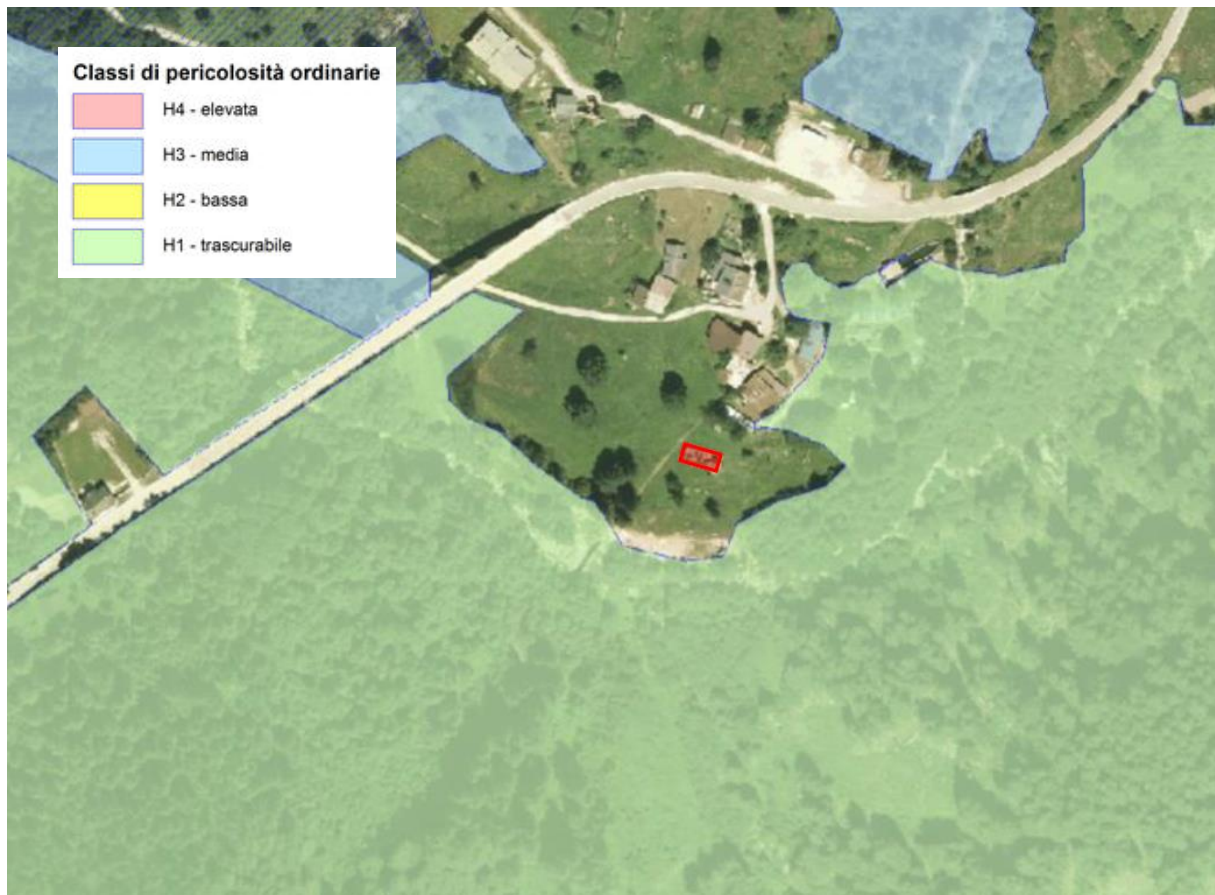 Classi di pericolosità ordinarie
H4 - elevata
H3 - media
H2 - bassa
H1 - trascurabile